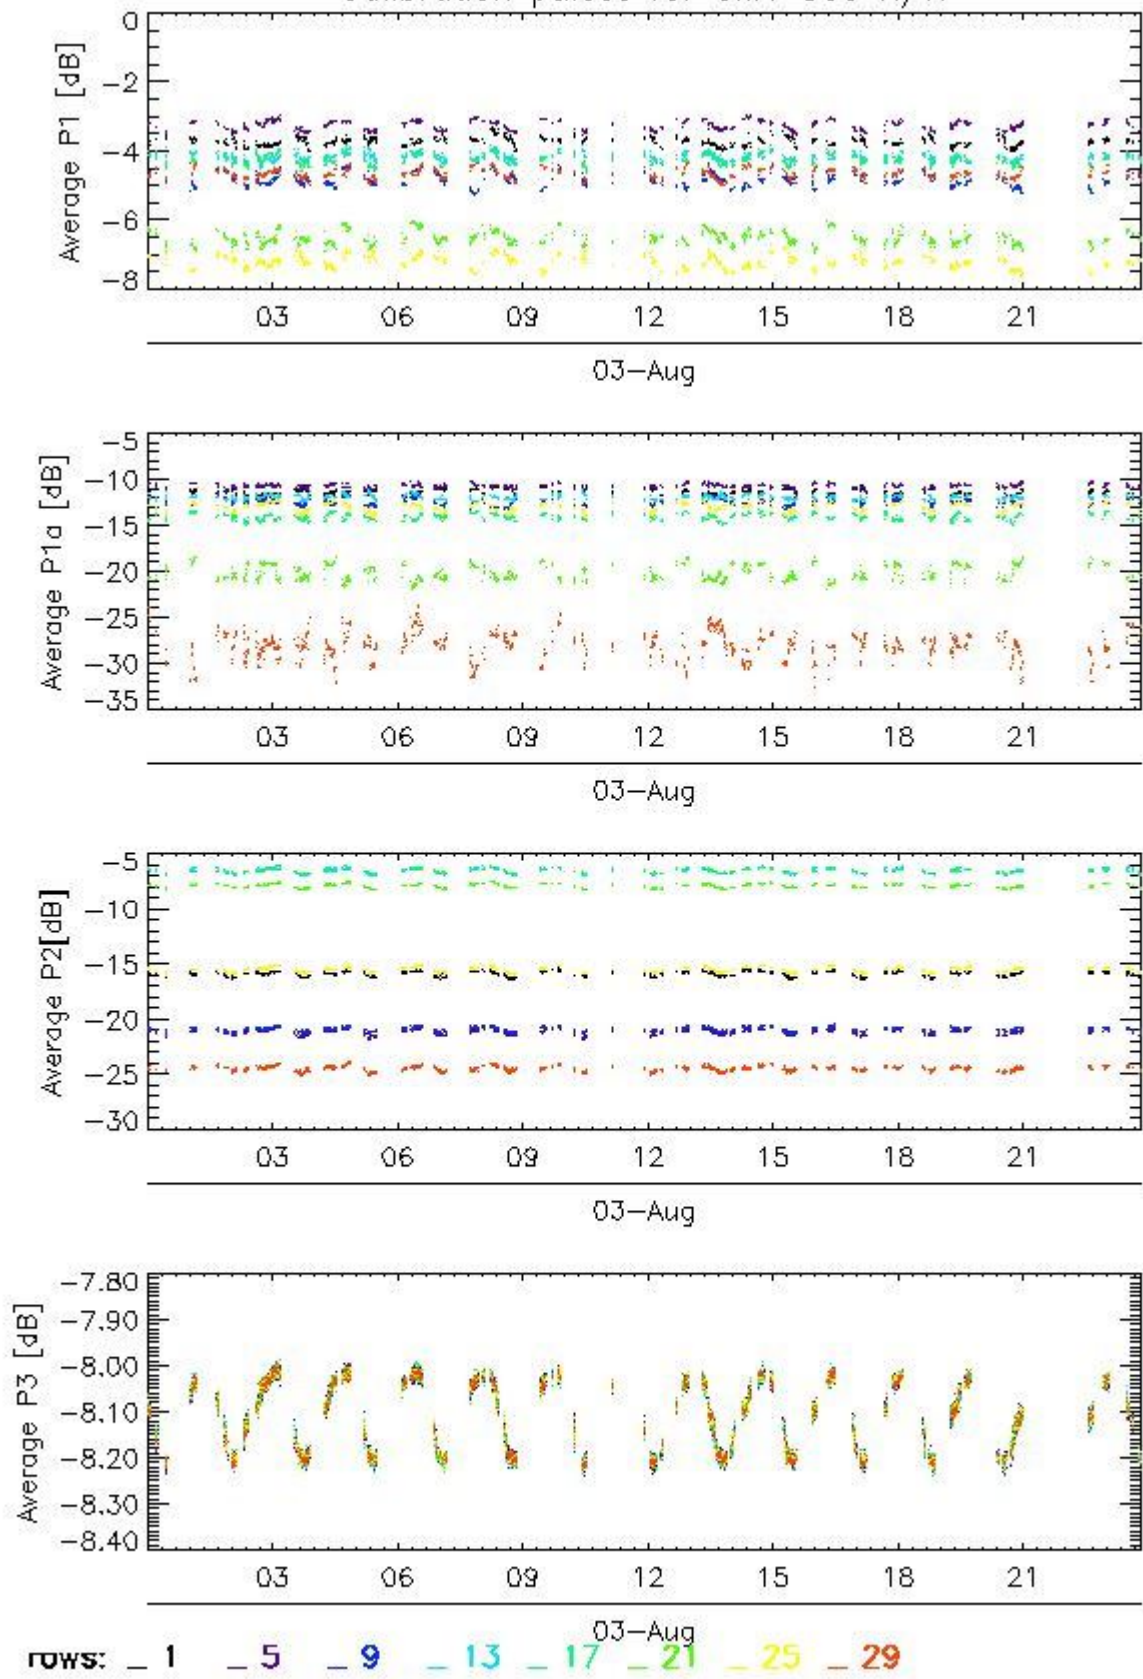 0
-2
-4
-6
-8
Average P1 [dB]
03 06 09 12 15 18 21
03-Aug
-5
-10
-15
-20
-25
-30
-35
Average P1a [dB]
03 06 09 12 15 18 21
03-Aug
-5
-10
-15
-20
-25
-30
Average P2[dB]
03 06 09 12 15 18 21
03-Aug
-7.80
-7.90
-8.00
-8.10
-8.20
-8.30
-8.40
Average P3 [dB]
03 06 09 12 15 18 21
03-Aug
rows: _ 1 _ 5 _ 9 _ 13 _ 17 _ 21 _ 25 _ 29